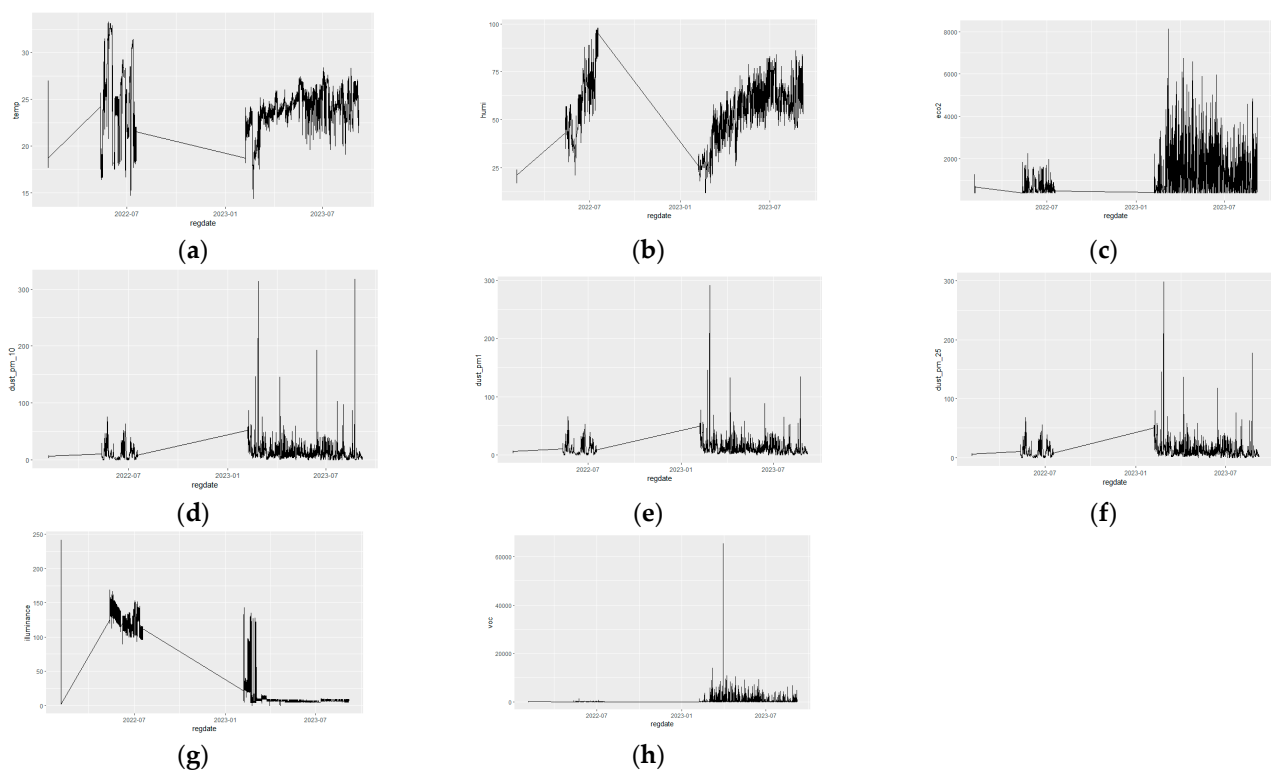 temp
30
25
20
15
2022-07 2023-01 2023-07
regdate
(a)
humi
100
75
50
25
2022-07 2023-01 2023-07
regdate
(b)
eco2
8000
6000
4000
2000
2022-07 2023-01 2023-07
regdate
(c)
dust_pm_10
300
200
100
0
2022-07 2023-01 2023-07
regdate
(d)
dust_pm1
300
200
100
0
2022-07 2023-01 2023-07
regdate
(e)
dust_pm_25
300
200
100
0
2022-07 2023-01 2023-07
regdate
(f)
illuminance
250
200
150
100
50
0
2022-07 2023-01 2023-07
regdate
(g)
voc
60000
40000
20000
0
2022-07 2023-01 2023-07
regdate
(h)